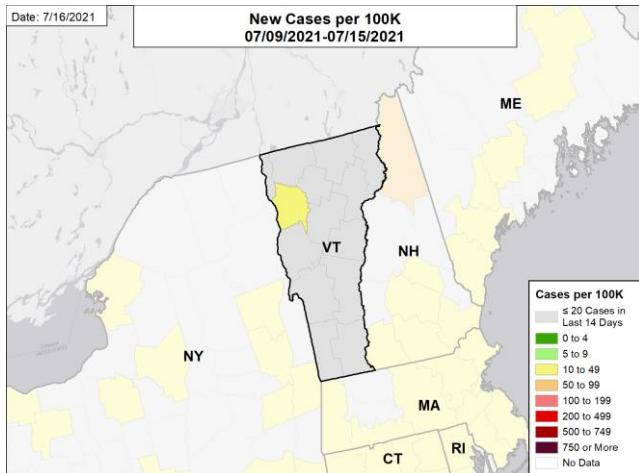 Date: 7/16/2021
New Cases per 100K
07/09/2021-07/15/2021
ME
VT
NH
NY
MA
CT
RI
Cases per 100K
≤ 20 Cases in
Last 14 Days
0 to 4
5 to 9
10 to 49
50 to 99
100 to 199
200 to 499
500 to 749
750 or More
No Data